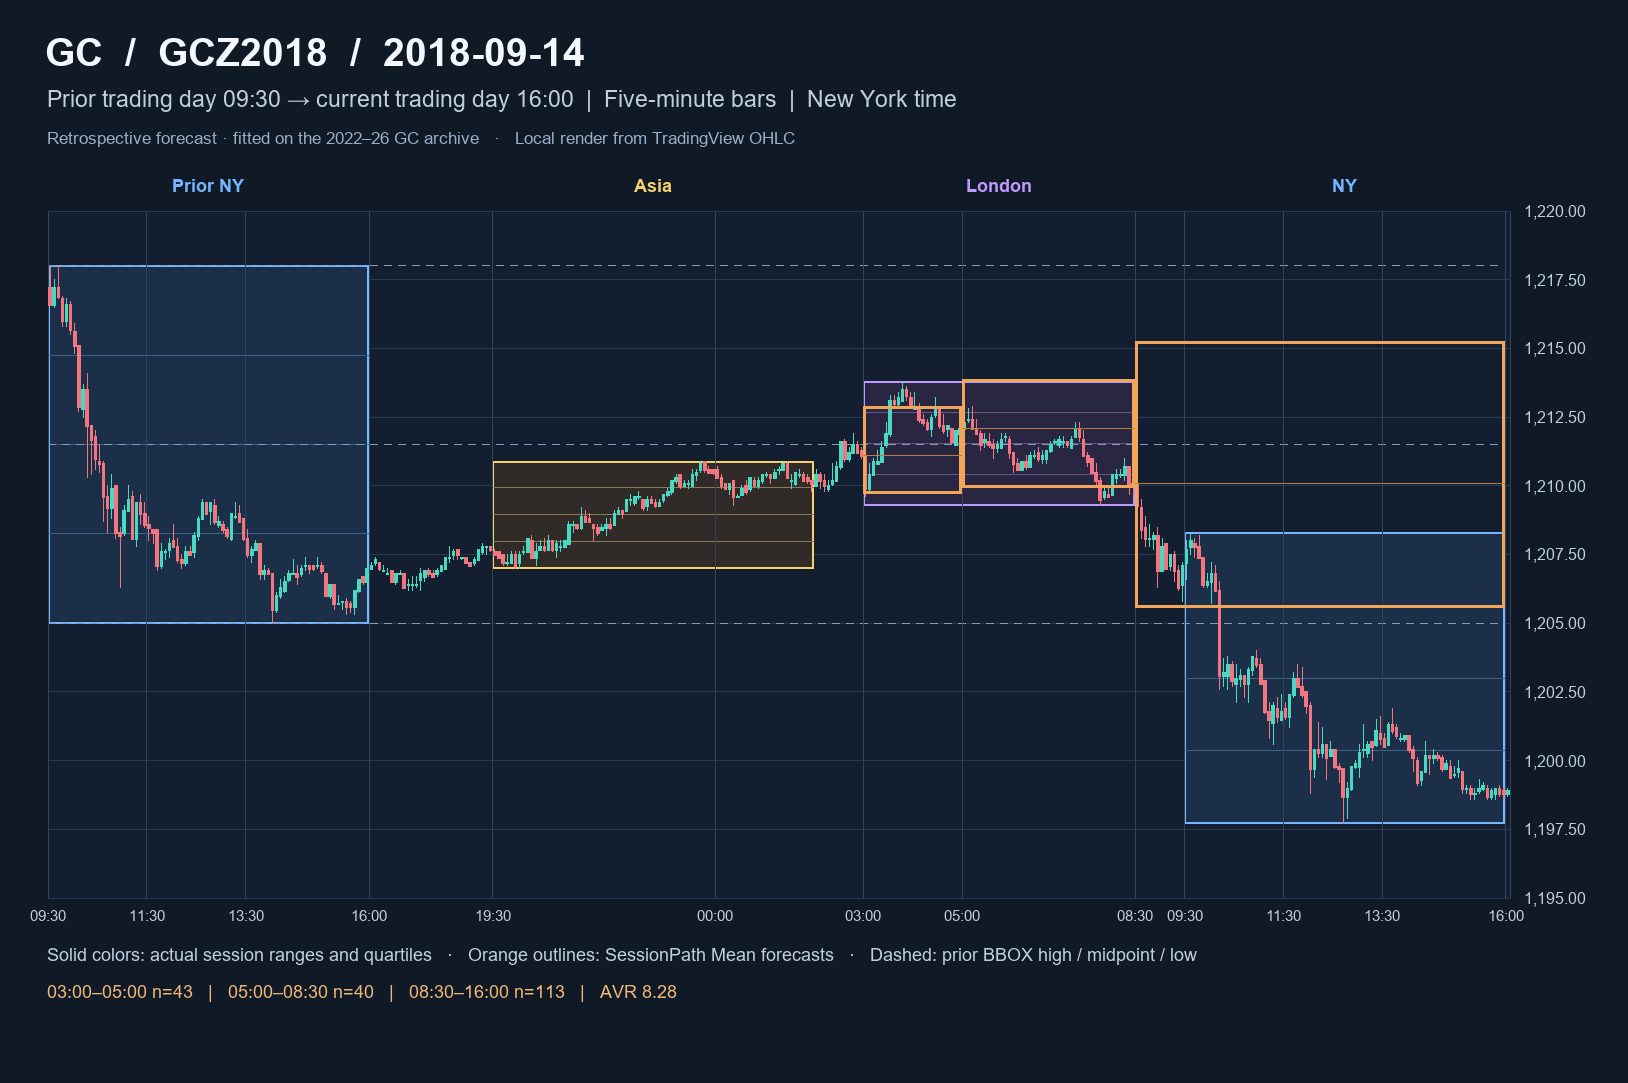 GC / GCZ2018 / 2018-09-14
Prior trading day 09:30 → current trading day 16:00 | Five-minute bars | New York time
Retrospective forecast · fitted on the 2022–26 GC archive · Local render from TradingView OHLC
Prior NY Asia London NY
1,220.00
1,217.50
1,215.00
1,212.50
1,210.00
1,207.50
1,205.00
1,202.50
1,200.00
1,197.50
1,195.00
09:30 11:30 13:30 16:00 19:30 00:00 03:00 05:00 08:30 09:30 11:30 13:30 16:00
Solid colors: actual session ranges and quartiles · Orange outlines: SessionPath Mean forecasts · Dashed: prior BBOX high / midpoint / low
03:00–05:00 n=43 | 05:00–08:30 n=40 | 08:30–16:00 n=113 | AVR 8.28